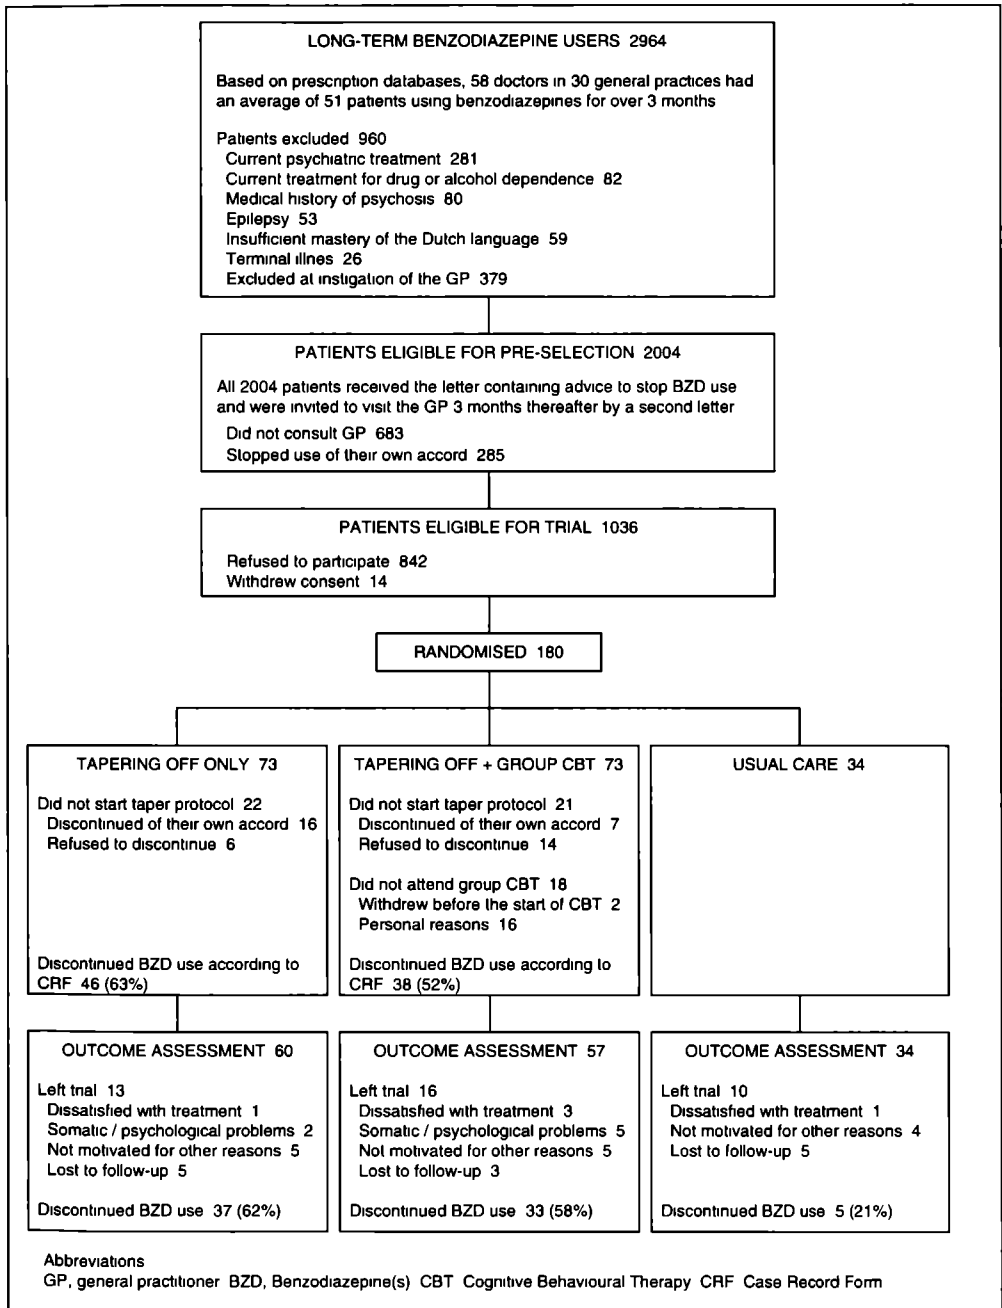 LONG-TERM BENZODIAZEPINE USERS 2964
Based on prescription databases, 58 doctors in 30 general practices had
an average of 51 patients using benzodiazepines for over 3 months
Patients excluded 960
Current psychiatric treatment 281
Current treatment for drug or alcohol dependence 82
Medical history of psychosis 80
Epilepsy 53
Insufficient mastery of the Dutch language 59
Terminal illnes 26
Excluded at instigation of the GP 379
PATIENTS ELIGIBLE FOR PRE-SELECTION 2004
All 2004 patients received the letter containing advice to stop BZD use
and were invited to visit the GP 3 months thereafter by a second letter
Did not consult GP 683
Stopped use of their own accord 285
PATIENTS ELIGIBLE FOR TRIAL 1036
Refused to participate 842
Withdrew consent 14
RANDOMISED 180
TAPERING OFF ONLY 73
Did not start taper protocol 22
Discontinued of their own accord 16
Refused to discontinue 6
Discontinued BZD use according to
CRF 46 (63%)
TAPERING OFF + GROUP CBT 73
Did not start taper protocol 21
Discontinued of their own accord 7
Refused to discontinue 14
Did not attend group CBT 18
Withdrew before the start of CBT 2
Personal reasons 16
Discontinued BZD use according to
CRF 38 (52%)
USUAL CARE 34
OUTCOME ASSESSMENT 60
Left trial 13
Dissatisfied with treatment 1
Somatic / psychological problems 2
Not motivated for other reasons 5
Lost to follow-up 5
Discontinued BZD use 37 (62%)
OUTCOME ASSESSMENT 57
Left trial 16
Dissatisfied with treatment 3
Somatic / psychological problems 5
Not motivated for other reasons 5
Lost to follow-up 3
Discontinued BZD use 33 (58%)
OUTCOME ASSESSMENT 34
Left trial 10
Dissatisfied with treatment 1
Not motivated for other reasons 4
Lost to follow-up 5
Discontinued BZD use 5 (21%)
Abbreviations
GP, general practitioner BZD, Benzodiazepine(s) CBT Cognitive Behavioural Therapy CRF Case Record Form